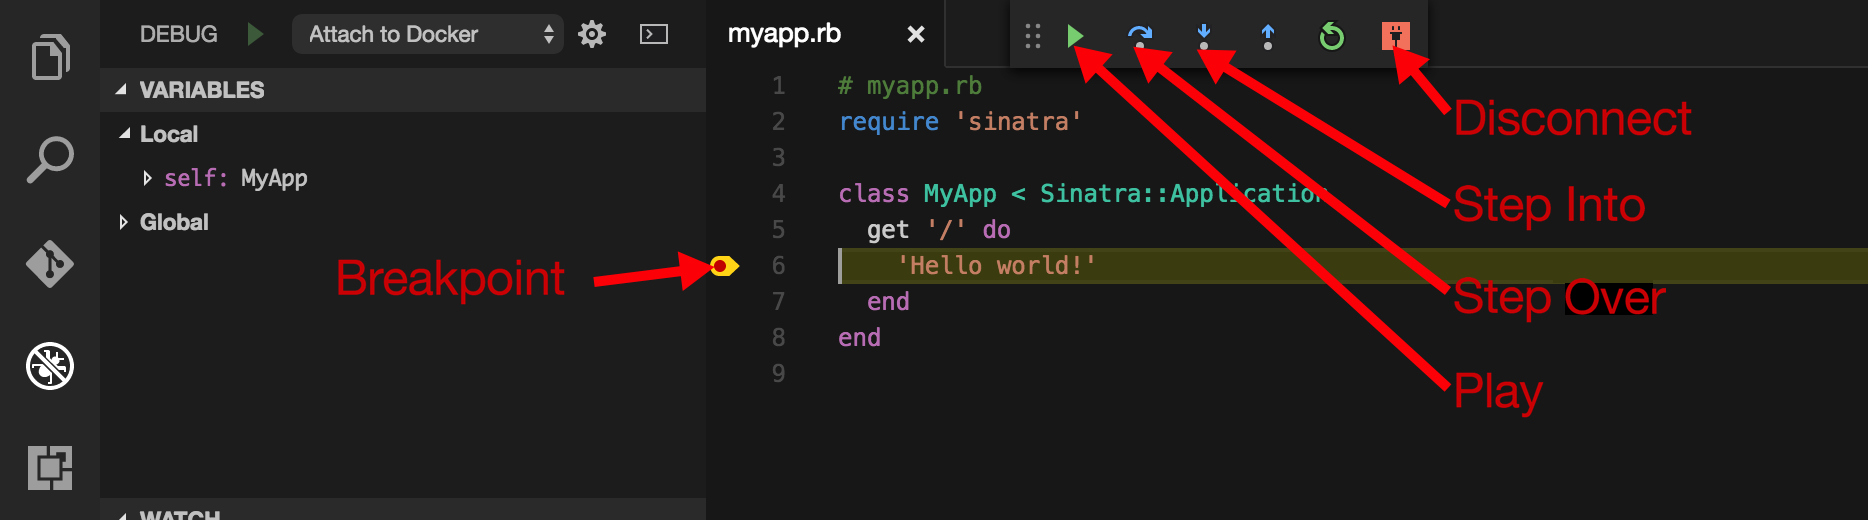 DEBUG Attach to Docker
VARIABLES
Local
self: MyApp
Global
WATCH
myapp.rb
1 # myapp.rb
2 require 'sinatra'
3
4 class MyApp < Sinatra::Application
5 get '/' do
6 'Hello world!'
7 end
8 end
9
Breakpoint
Disconnect
Step Into
Step Over
Play